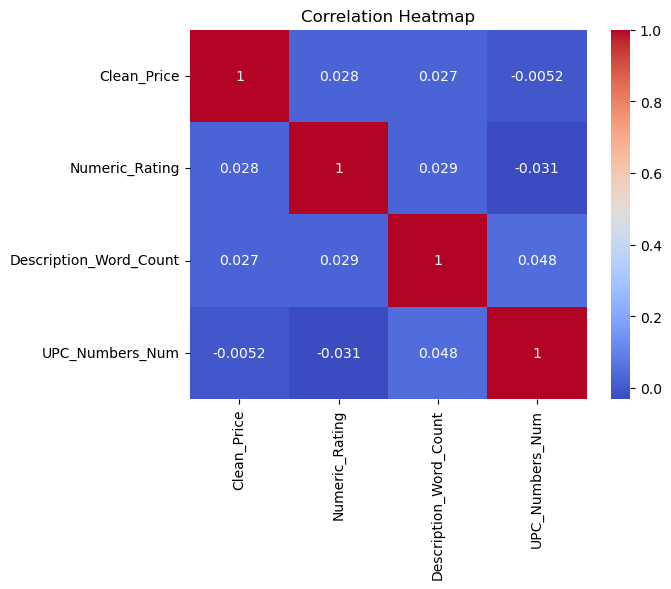 Correlation Heatmap
Clean_Price
1
0.028
0.027
-0.0052
Numeric_Rating
0.028
1
0.029
-0.031
Description_Word_Count
0.027
0.029
1
0.048
UPC_Numbers_Num
-0.0052
-0.031
0.048
1
Clean_Price
Numeric_Rating
Description_Word_Count
UPC_Numbers_Num
1.0
0.8
0.6
0.4
0.2
0.0